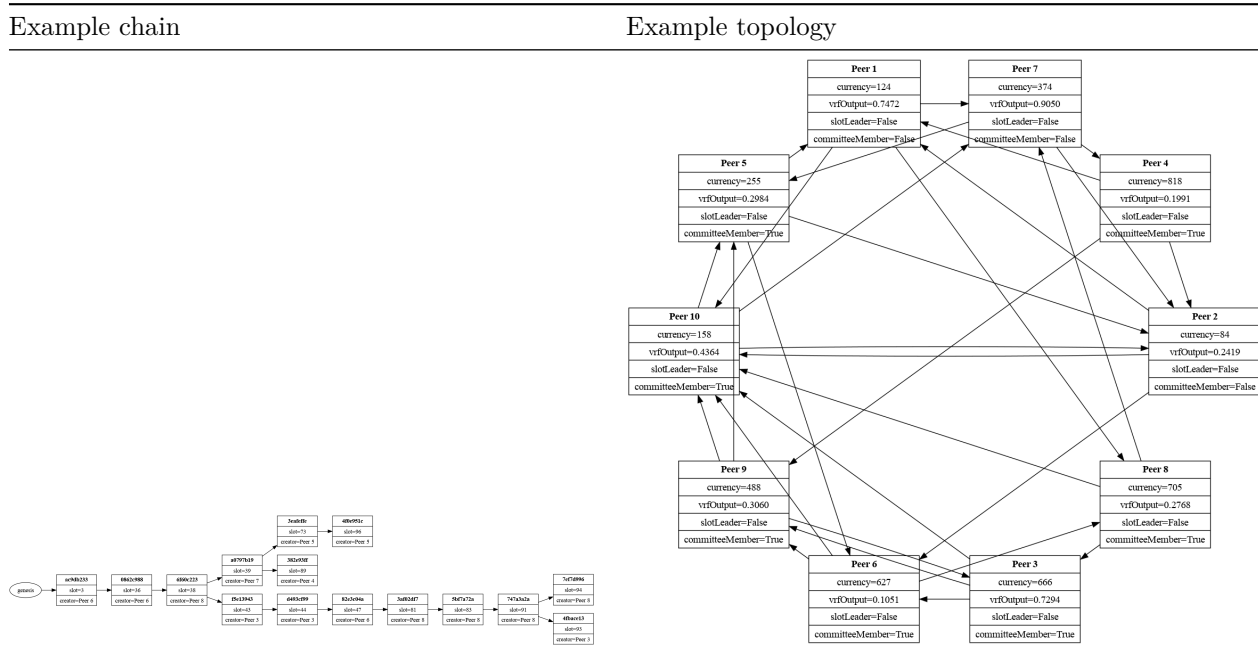 Example chain
Example topology
genesis
ac9db233
slot=3
creator=Peer 6
0862c988
slot=36
creator=Peer 6
6f60c223
slot=38
creator=Peer 8
a0797b19
slot=39
creator=Peer 7
3eafeffe
slot=73
creator=Peer 5
4f0e951c
slot=96
creator=Peer 5
382e93ff
slot=89
creator=Peer 4
f5e13943
slot=43
creator=Peer 3
d493cf99
slot=44
creator=Peer 3
82e3e04a
slot=47
creator=Peer 6
3af02df7
slot=81
creator=Peer 8
5bf7a72a
slot=83
creator=Peer 8
747a3a2a
slot=91
creator=Peer 8
7ef7d996
slot=94
creator=Peer 8
4fbace13
slot=93
creator=Peer 3
Peer 1
currency=124
vrfOutput=0.7472
slotLeader=False
committeeMember=False
Peer 7
currency=374
vrfOutput=0.9050
slotLeader=False
committeeMember=False
Peer 5
currency=255
vrfOutput=0.2984
slotLeader=False
committeeMember=True
Peer 4
currency=818
vrfOutput=0.1991
slotLeader=False
committeeMember=True
Peer 10
currency=158
vrfOutput=0.4364
slotLeader=False
committeeMember=True
Peer 2
currency=84
vrfOutput=0.2419
slotLeader=False
committeeMember=False
Peer 9
currency=488
vrfOutput=0.3060
slotLeader=False
committeeMember=True
Peer 8
currency=705
vrfOutput=0.2768
slotLeader=False
committeeMember=True
Peer 6
currency=627
vrfOutput=0.1051
slotLeader=False
committeeMember=True
Peer 3
currency=666
vrfOutput=0.7294
slotLeader=False
committeeMember=True